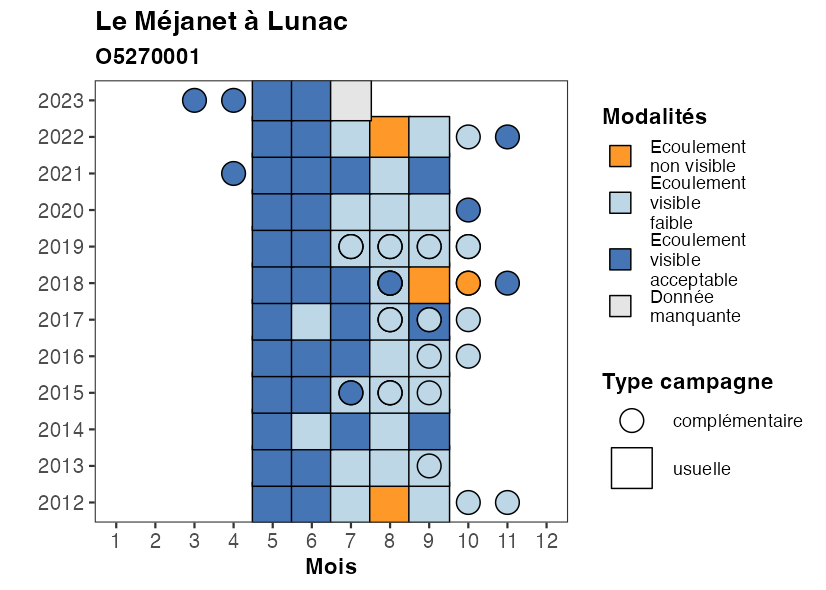 Le Méjanet à Lunac
O5270001
2023
2022
2021
2020
2019
2018
2017
2016
2015
2014
2013
2012
1 2 3 4 5 6 7 8 9 10 11 12
Mois
Modalités
Ecoulement
non visible
Ecoulement
visible
faible
Ecoulement
visible
acceptable
Donnée
manquante
Type campagne
complémentaire
usuelle